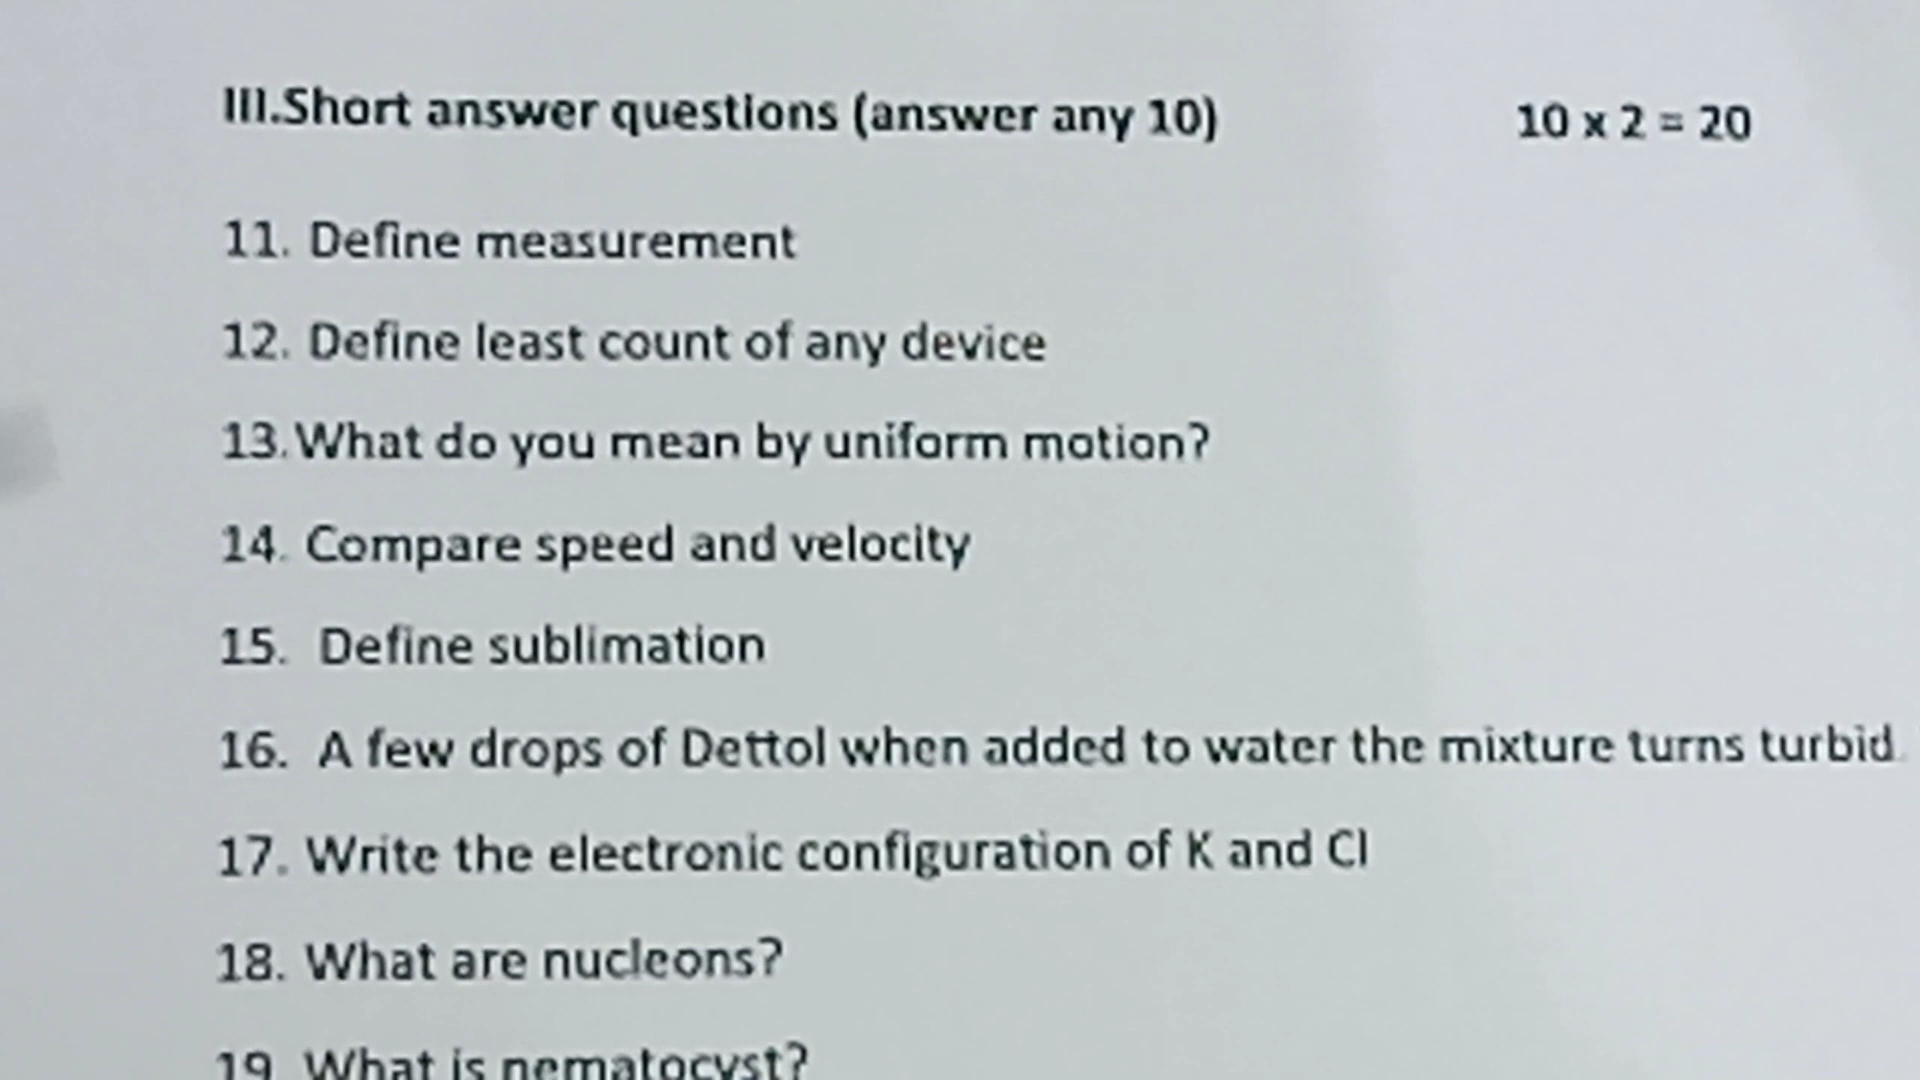 III.Short answer questions (answer any 10) 10 x 2 = 20
11. Define measurement
12. Define least count of any device
13. What do you mean by uniform motion?
14. Compare speed and velocity
15. Define sublimation
16. A few drops of Dettol when added to water the mixture turns turbid.
17. Write the electronic configuration of K and Cl
18. What are nucleons?
19. What is nematocyst?